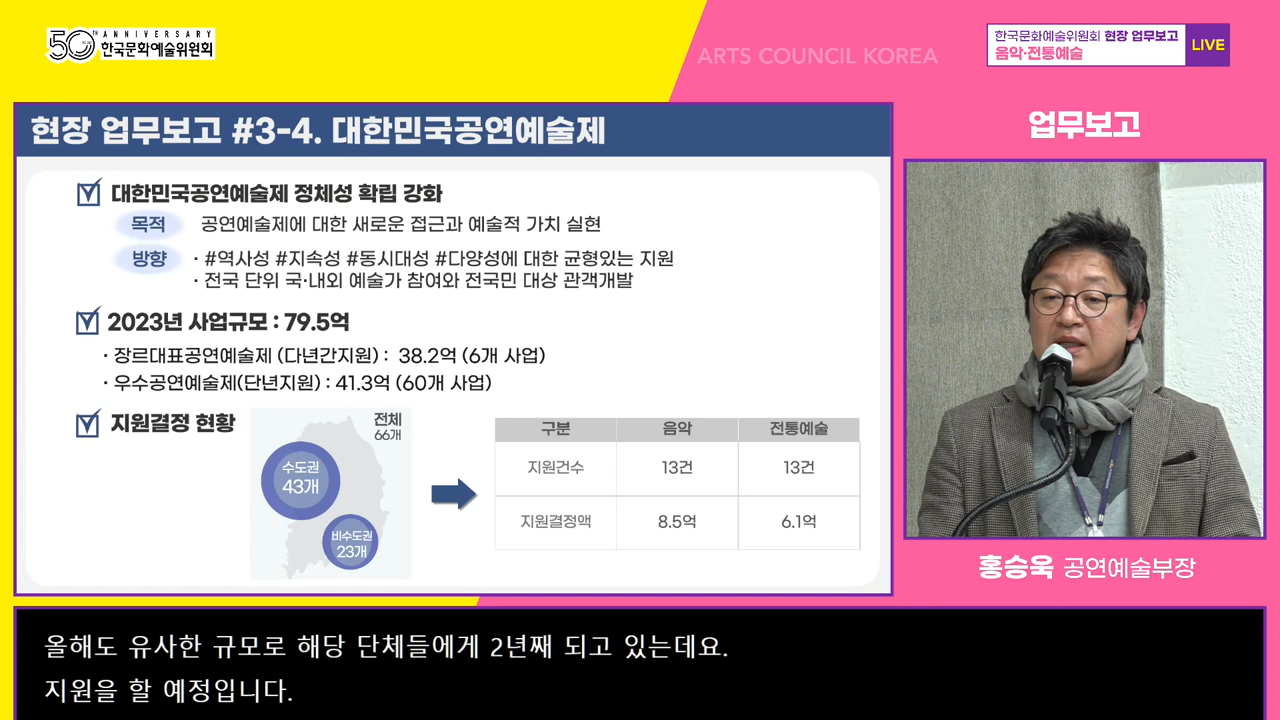 50TH ANNIVERSARY
한국문화예술위원회
ARTS COUNCIL KOREA
한국문화예술위원회 현장 업무보고
음악·전통예술
LIVE
현장 업무보고 #3-4. 대한민국공연예술제
대한민국공연예술제 정체성 확립 강화
목적 공연예술제에 대한 새로운 접근과 예술적 가치 실현
방향 · #역사성 #지속성 #동시대성 #다양성에 대한 균형있는 지원
· 전국 단위 국·내외 예술가 참여와 전국민 대상 관객개발
2023년 사업규모 : 79.5억
· 장르대표공연예술제 (다년간지원) : 38.2억 (6개 사업)
· 우수공연예술제(단년지원) : 41.3억 (60개 사업)
지원결정 현황
전체
66개
수도권
43개
비수도권
23개
구분 음악 전통예술
지원건수 13건 13건
지원결정액 8.5억 6.1억
업무보고
홍승욱 공연예술부장
올해도 유사한 규모로 해당 단체들에게 2년째 되고 있는데요.
지원을 할 예정입니다.